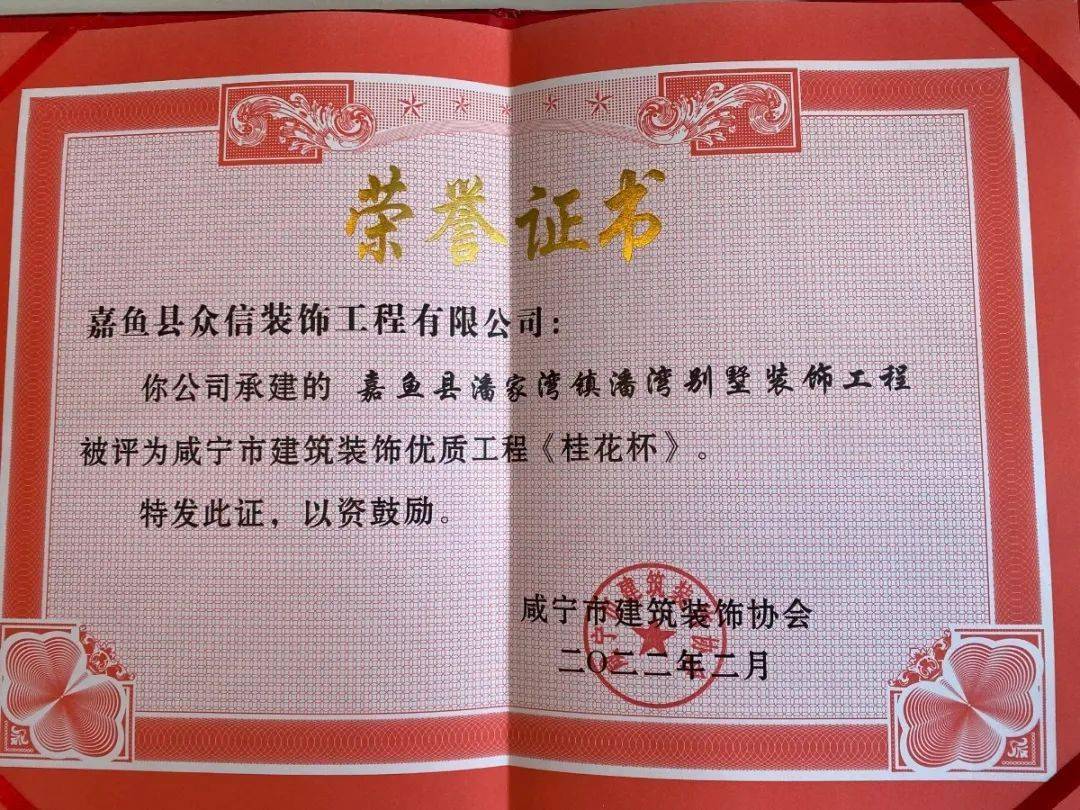 荣誉证书
嘉鱼县众信装饰工程有限公司：
你公司承建的 嘉鱼县潘家湾镇潘湾别墅装饰工程
被评为咸宁市建筑装饰优质工程《桂花杯》。
特发此证，以资鼓励。
咸宁市建筑装饰协会
二〇二二年二月